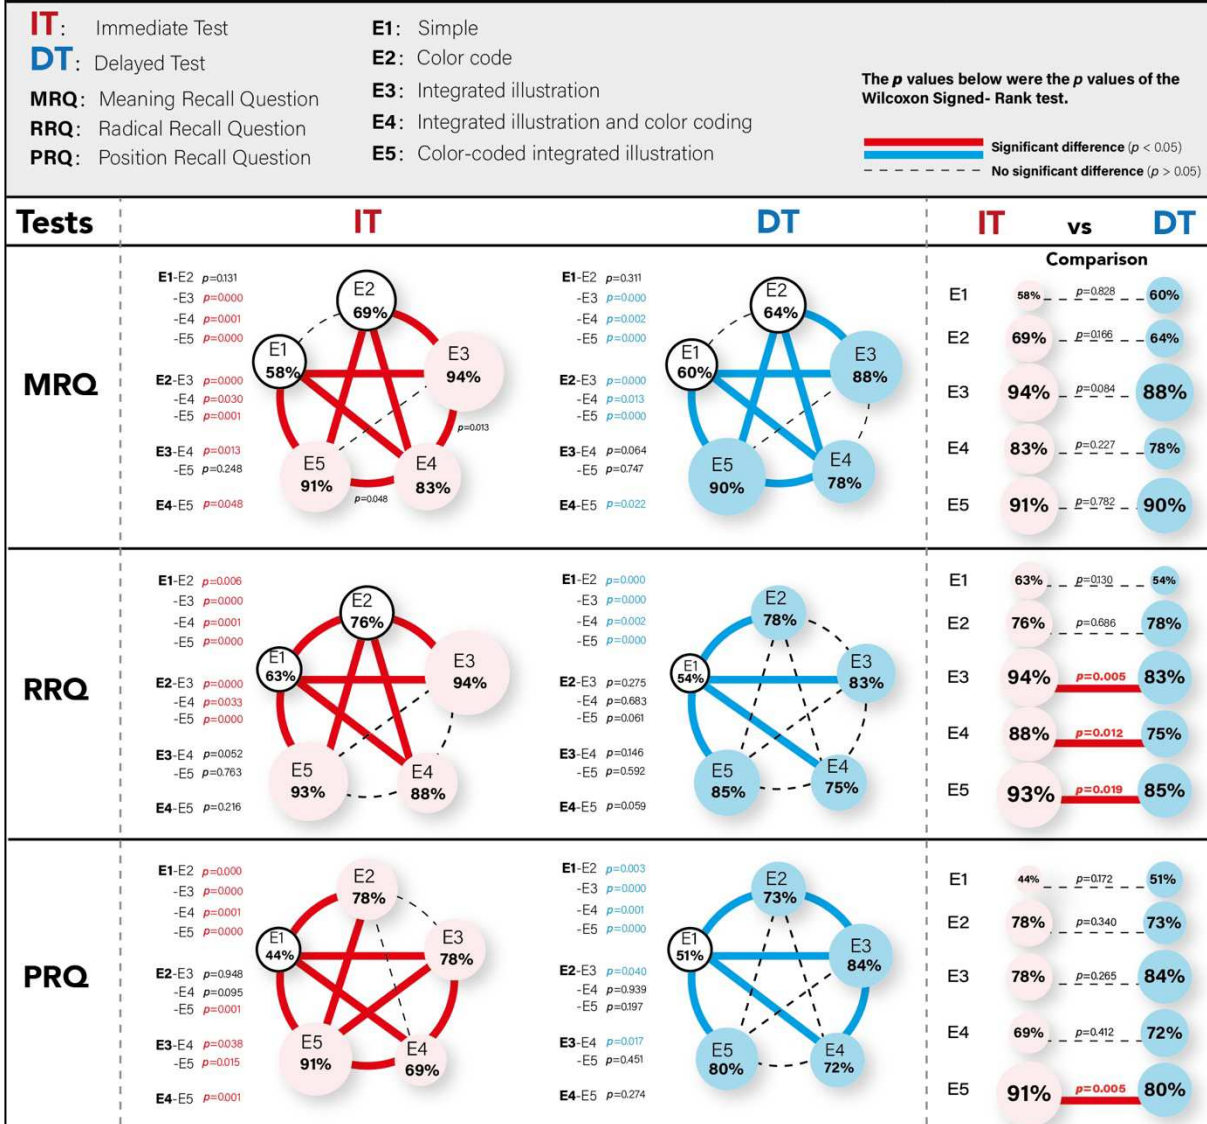 IT: Immediate Test
DT: Delayed Test
MRQ: Meaning Recall Question
RRQ: Radical Recall Question
PRQ: Position Recall Question
E1: Simple
E2: Color code
E3: Integrated illustration
E4: Integrated illustration and color coding
E5: Color-coded integrated illustration
The p values below were the p values of the
Wilcoxon Signed- Rank test.
Significant difference (p < 0.05)
No significant difference (p > 0.05)
Tests IT DT IT vs DT
Comparison
MRQ
E1-E2 p=0.131
-E3 p=0.000
-E4 p=0.001
-E5 p=0.000
E2-E3 p=0.000
-E4 p=0.030
-E5 p=0.001
E3-E4 p=0.013
-E5 p=0.248
E4-E5 p=0.048
E2
69%
E1
58%
E3
94%
p=0.013
E5
91%
E4
83%
p=0.048
E1-E2 p=0.311
-E3 p=0.000
-E4 p=0.002
-E5 p=0.000
E2-E3 p=0.000
-E4 p=0.013
-E5 p=0.000
E3-E4 p=0.064
-E5 p=0.747
E4-E5 p=0.022
E2
64%
E1
60%
E3
88%
E5
90%
E4
78%
E1 58% p=0.828 60%
E2 69% p=0.166 64%
E3 94% p=0.084 88%
E4 83% p=0.227 78%
E5 91% p=0.782 90%
RRQ
E1-E2 p=0.006
-E3 p=0.000
-E4 p=0.001
-E5 p=0.000
E2-E3 p=0.000
-E4 p=0.033
-E5 p=0.000
E3-E4 p=0.052
-E5 p=0.763
E4-E5 p=0.216
E2
76%
E1
63%
E3
94%
E5
93%
E4
88%
E1-E2 p=0.000
-E3 p=0.000
-E4 p=0.002
-E5 p=0.000
E2-E3 p=0.275
-E4 p=0.683
-E5 p=0.061
E3-E4 p=0.146
-E5 p=0.592
E4-E5 p=0.059
E2
78%
E1
54%
E3
83%
E5
85%
E4
75%
E1 63% p=0.130 54%
E2 76% p=0.686 78%
E3 94% p=0.005 83%
E4 88% p=0.012 75%
E5 93% p=0.019 85%
PRQ
E1-E2 p=0.000
-E3 p=0.000
-E4 p=0.001
-E5 p=0.000
E2-E3 p=0.948
-E4 p=0.095
-E5 p=0.001
E3-E4 p=0.038
-E5 p=0.015
E4-E5 p=0.001
E2
78%
E1
44%
E3
78%
E5
91%
E4
69%
E1-E2 p=0.003
-E3 p=0.000
-E4 p=0.001
-E5 p=0.000
E2-E3 p=0.040
-E4 p=0.939
-E5 p=0.197
E3-E4 p=0.017
-E5 p=0.451
E4-E5 p=0.274
E2
73%
E1
51%
E3
84%
E5
80%
E4
72%
E1 44% p=0.172 51%
E2 78% p=0.340 73%
E3 78% p=0.265 84%
E4 69% p=0.412 72%
E5 91% p=0.005 80%